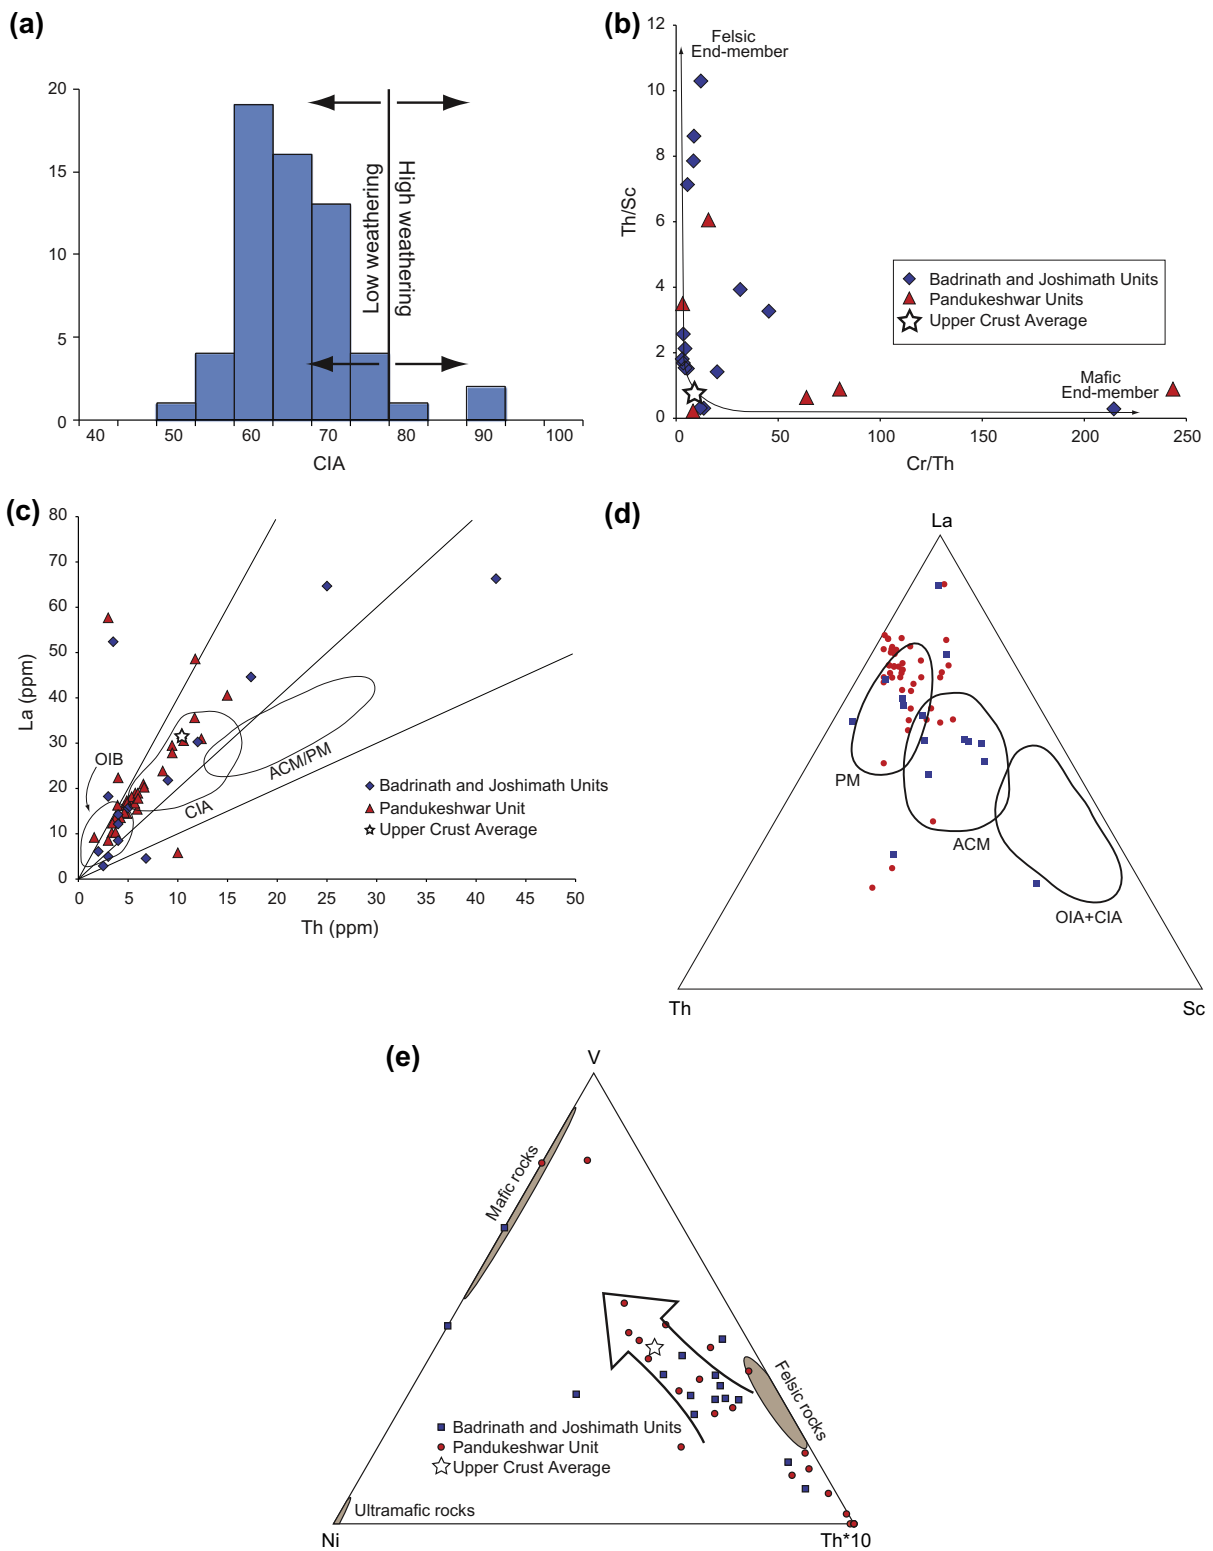 (a)
20
15
10
5
0
40
50
60
70
80
90
100
CIA
Low weathering
High weathering
(b)
12
10
8
6
4
2
0
0
50
100
150
200
250
Th/Sc
Cr/Th
Felsic
End-member
Badrinath and Joshimath Units
Pandukeshwar Units
Upper Crust Average
Mafic
End-member
(c)
80
70
60
50
40
30
20
10
0
0
5
10
15
20
25
30
35
40
45
50
La (ppm)
Th (ppm)
OIB
CIA
ACM/PM
Badrinath and Joshimath Units
Pandukeshwar Unit
Upper Crust Average
(d)
La
PM
ACM
OIA+CIA
Th
Sc
(e)
V
Mafic rocks
Felsic rocks
Badrinath and Joshimath Units
Pandukeshwar Unit
Upper Crust Average
Ultramafic rocks
Ni
Th*10